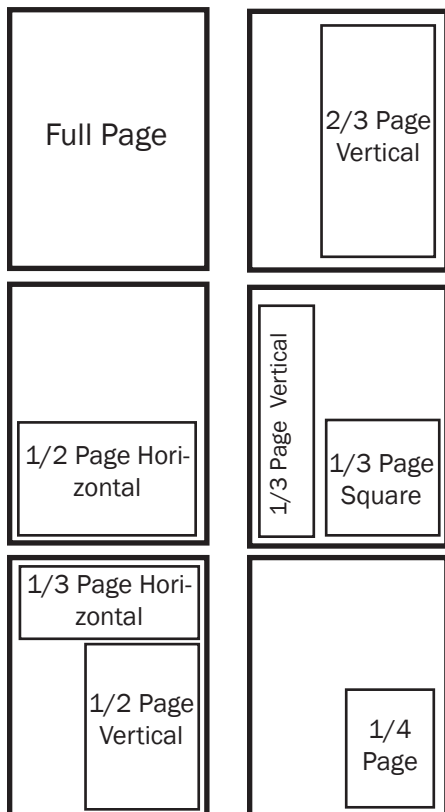 Full Page
2/3 Page
Vertical
1/2 Page Hori-
zontal
1/3 Page  Vertical
1/3 Page
Square
1/3 Page Hori-
zontal
1/2 Page
Vertical
1/4
Page